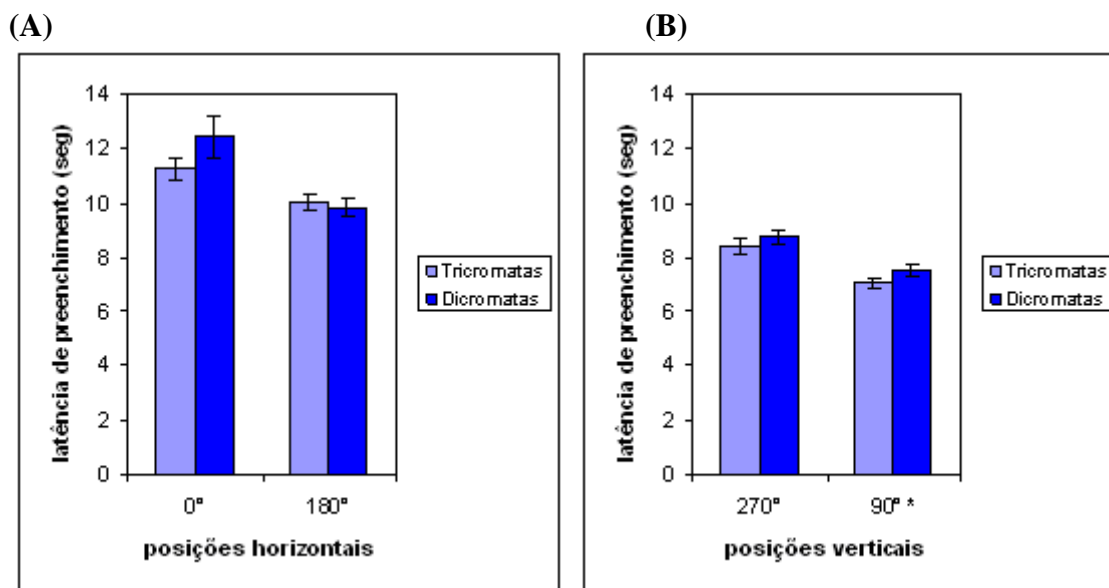 (A)
(B)
latência de preenchimento (seg)
14
12
10
8
6
4
2
0
0°
180°
posições horizontais
Tricromatas
Dicromatas
latência de preenchimento (seg)
14
12
10
8
6
4
2
0
270°
90° *
posições verticais
Tricromatas
Dicromatas